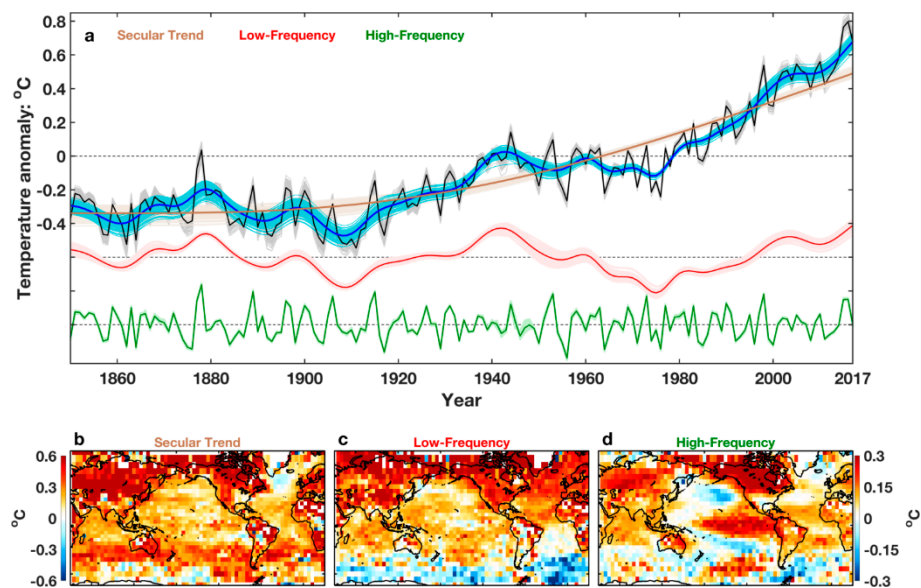 a Secular Trend Low-Frequency High-Frequency
Temperature anomaly: °C
0.8
0.6
0.4
0.2
0
-0.2
-0.4
1860 1880 1900 1920 1940 1960 1980 2000 2017
Year
b Secular Trend c Low-Frequency d High-Frequency
°C
0.6
0.3
0
-0.3
-0.6
0.3
0.15
0
-0.15
-0.3
°C